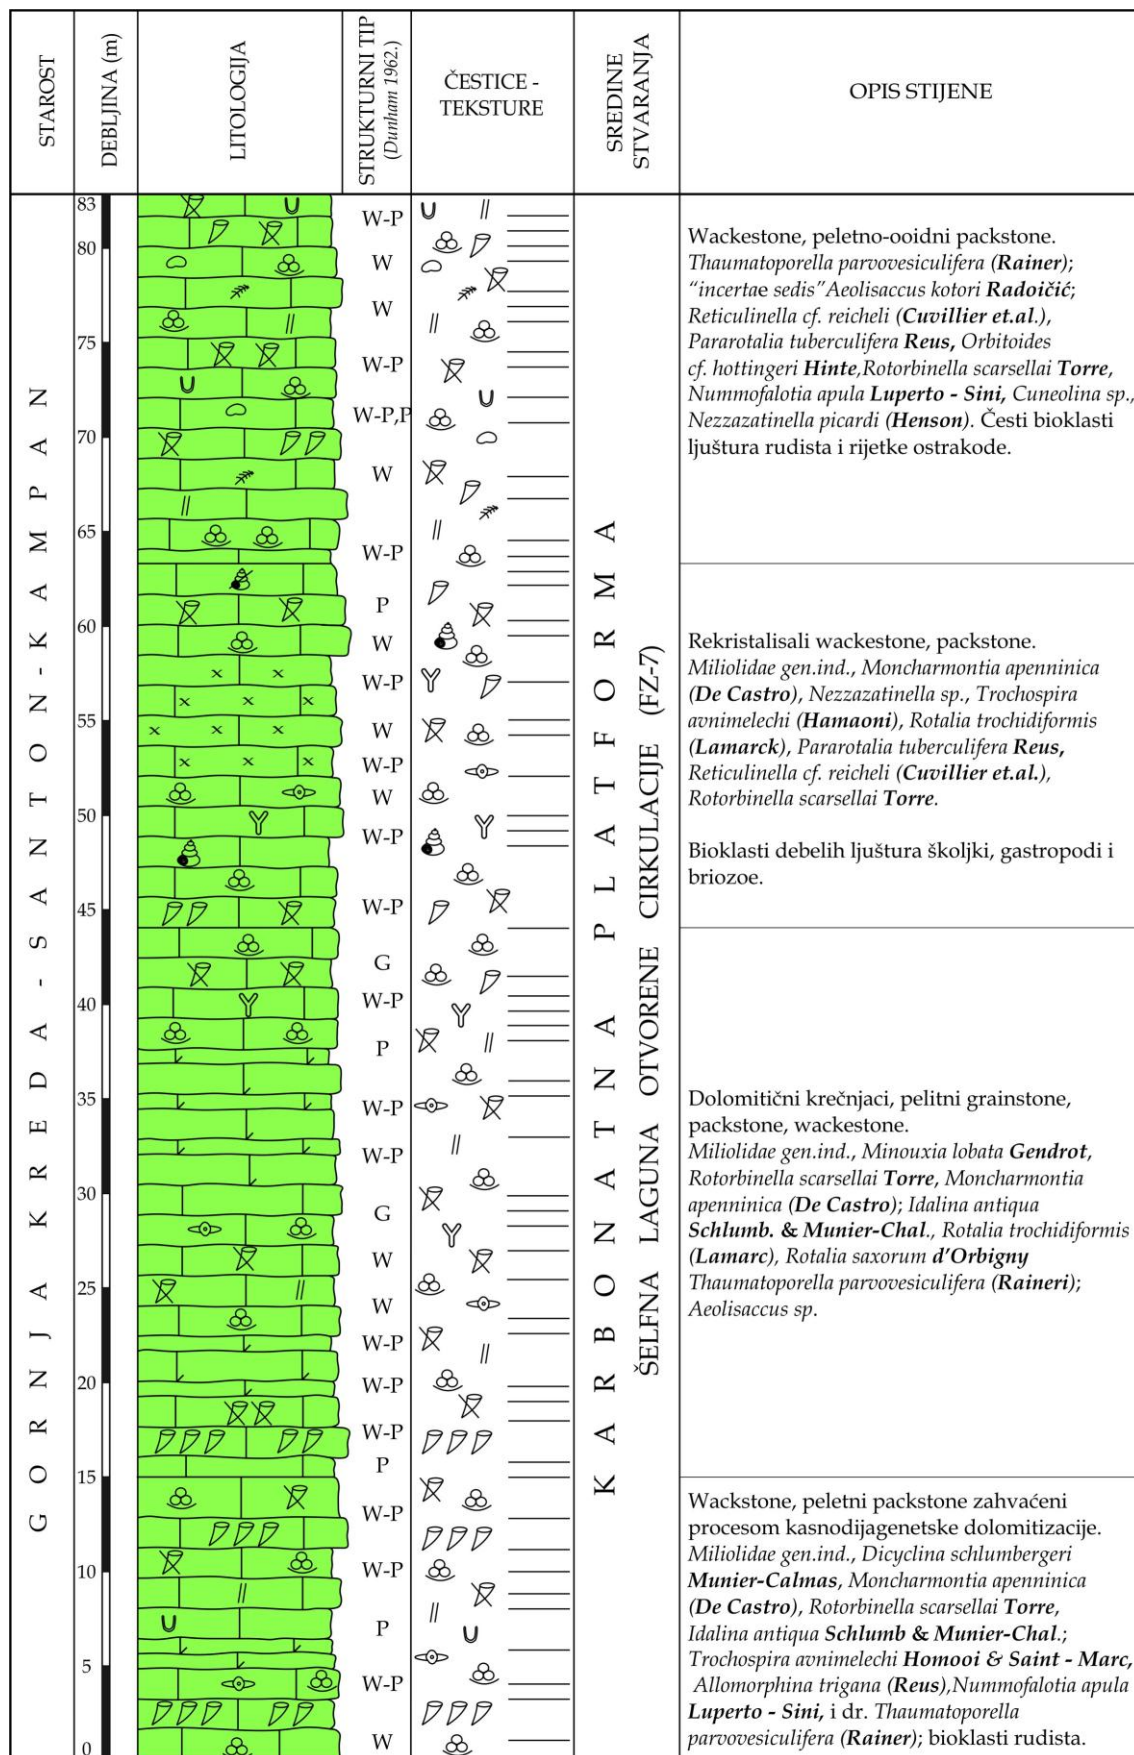 STAROST
DEBLJINA (m)
LITOLOGIJA
STRUKTURNI TIP
(Dunham 1962.)
ČESTICE -
TEKSTURE
SREDINE
STVARANJA
OPIS STIJENE
GORNJA KREDA - SANTON - KAMPAN
83
80
75
70
65
60
55
50
45
40
35
30
25
20
15
10
5
0
W-P
W
W
W-P
W-P,P
W
W-P
P
W
W-P
W
W-P
W
W-P
W-P
G
W-P
P
W-P
W-P
G
W
W
W-P
W-P
W-P
P
W-P
W-P
P
W-P
W
KARBONATNA PLATFORMA
ŠELFNA LAGUNA OTVORENE CIRKULACIJE (FZ-7)
Wackestone, peletno-ooidni packstone.
Thaumatoporella parvovesiculifera (Rainer);
“incertae sedis”Aeolisaccus kotori Radoičić;
Reticulinella cf. reicheli (Cuvillier et.al.),
Pararotalia tuberculifera Reus, Orbitoides
cf. hottingeri Hinte,Rotorbinella scarsellai Torre,
Nummofalotia apula Luperto - Sini, Cuneolina sp.,
Nezzazatinella picardi (Henson). Česti bioklasti
ljuštura rudista i rijetke ostrakode.
Rekristalisali wackestone, packstone.
Miliolidae gen.ind., Moncharmontia apenninica
(De Castro), Nezzazatinella sp., Trochospira
avnimelechi (Hamaoni), Rotalia trochidiformis
(Lamarck), Pararotalia tuberculifera Reus,
Reticulinella cf. reicheli (Cuvillier et.al.),
Rotorbinella scarsellai Torre.
Bioklasti debelih ljuštura školjki, gastropodi i
briozoe.
Dolomitični krečnjaci, pelitni grainstone,
packstone, wackestone.
Miliolidae gen.ind., Minouxia lobata Gendrot,
Rotorbinella scarsellai Torre, Moncharmontia
apenninica (De Castro); Idalina antiqua
Schlumb. & Munier-Chal., Rotalia trochidiformis
(Lamarc), Rotalia saxorum d'Orbigny
Thaumatoporella parvovesiculifera (Raineri);
Aeolisaccus sp.
Wackstone, peletni packstone zahvaćeni
procesom kasnodijagenetske dolomitizacije.
Miliolidae gen.ind., Dicyclina schlumbergeri
Munier-Calmas, Moncharmontia apenninica
(De Castro), Rotorbinella scarsellai Torre,
Idalina antiqua Schlumb & Munier-Chal.;
Trochospira avnimelechi Homooi & Saint - Marc,
Allomorphina trigana (Reus),Nummofalotia apula
Luperto - Sini, i dr. Thaumatoporella
parvovesiculifera (Rainer); bioklasti rudista.